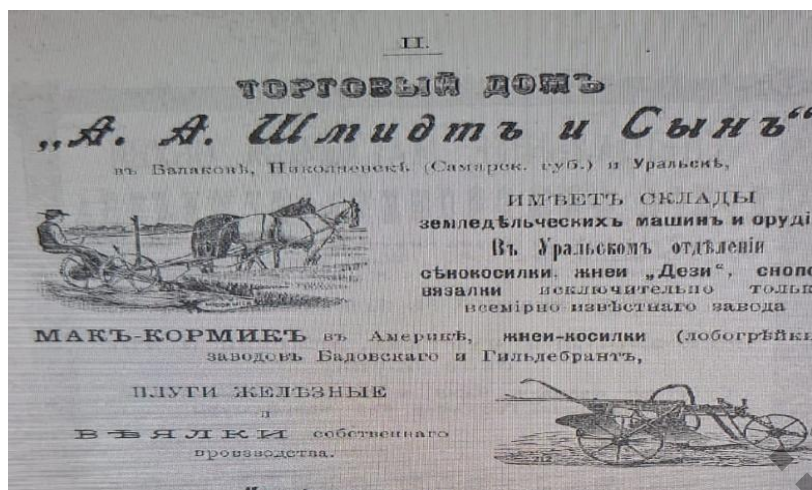 II.
ТОРГОВЫЙ ДОМЪ
„А. А. Шмидтъ и Сынъ“
въ Балаковѣ, Николаевскѣ (Самарск. губ.) и Уральскѣ,
ИМѢЕТЪ СКЛАДЫ
земледѣльческихъ машинъ и орудi
Въ Уральскомъ отдѣленіи
сѣнокосилки, жнеи „Дези“, снопо
вязалки исключительно тольк
всемірно-извѣстнаго завода
МАКЪ-КОРМИКЪ въ Америкѣ, жнеи-косилки (лобогрѣйк
заводовъ Бадовскаго и Гильдебрантъ,
ПЛУГИ ЖЕЛѢЗНЫЕ
и
ВѢЯЛКИ собственнаго
производства.